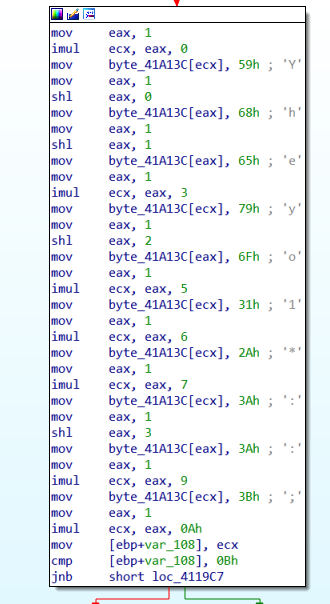 mov eax, 1
imul ecx, eax, 0
mov byte_41A13C[ecx], 59h ; 'Y'
mov eax, 1
shl eax, 0
mov byte_41A13C[eax], 68h ; 'h'
mov eax, 1
shl eax, 1
mov byte_41A13C[eax], 65h ; 'e'
mov eax, 1
imul ecx, eax, 3
mov byte_41A13C[ecx], 79h ; 'y'
mov eax, 1
shl eax, 2
mov byte_41A13C[eax], 6Fh ; 'o'
mov eax, 1
imul ecx, eax, 5
mov byte_41A13C[ecx], 31h ; '1'
mov eax, 1
imul ecx, eax, 6
mov byte_41A13C[ecx], 2Ah ; '*'
mov eax, 1
imul ecx, eax, 7
mov byte_41A13C[ecx], 3Ah ; ':'
mov eax, 1
shl eax, 3
mov byte_41A13C[eax], 3Ah ; ':'
mov eax, 1
imul ecx, eax, 9
mov byte_41A13C[ecx], 3Bh ; ';'
mov eax, 1
imul ecx, eax, 0Ah
mov [ebp+var_108], ecx
cmp [ebp+var_108], 0Bh
jnb short loc_4119C7